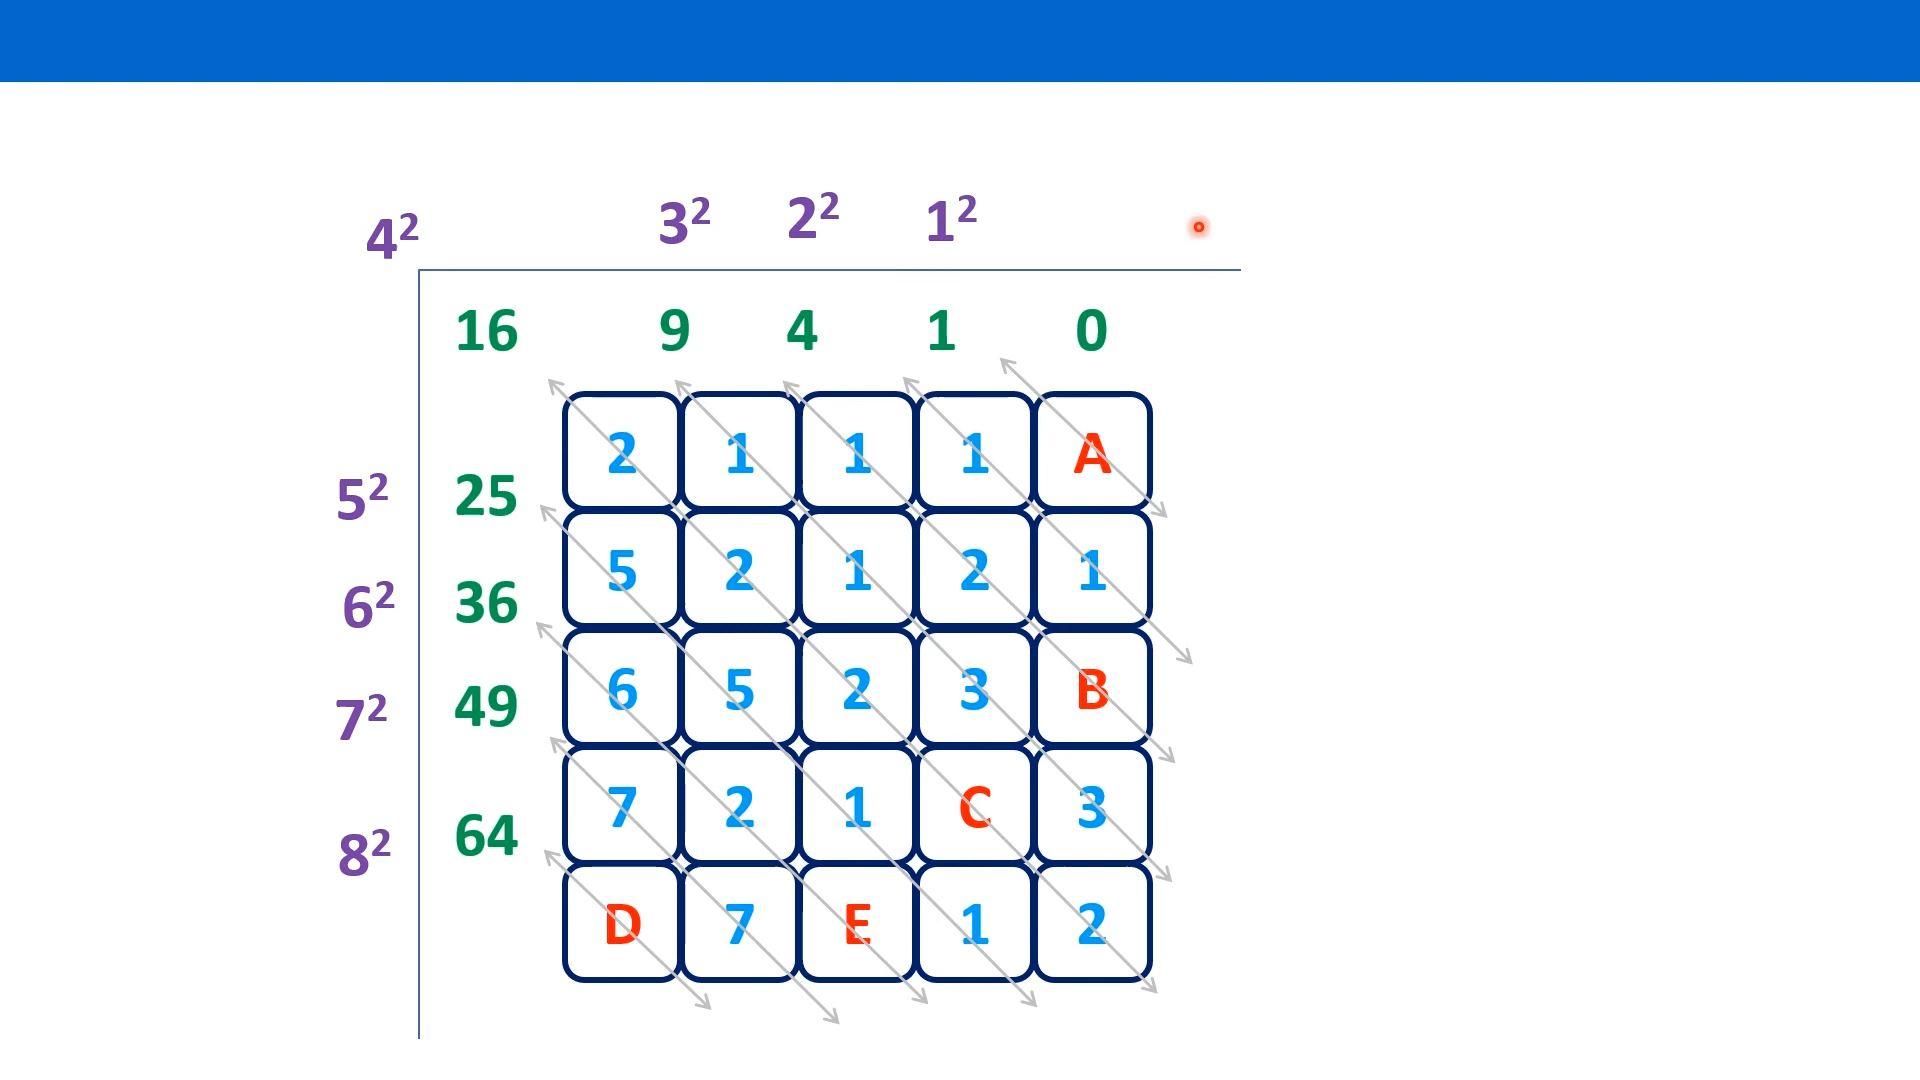 4² 3² 2² 1²
16 9 4 1 0
2 1 1 1 A
5² 25
5 2 1 2 1
6² 36
6 5 2 3 B
7² 49
7 2 1 C 3
8² 64
D 7 E 1 2